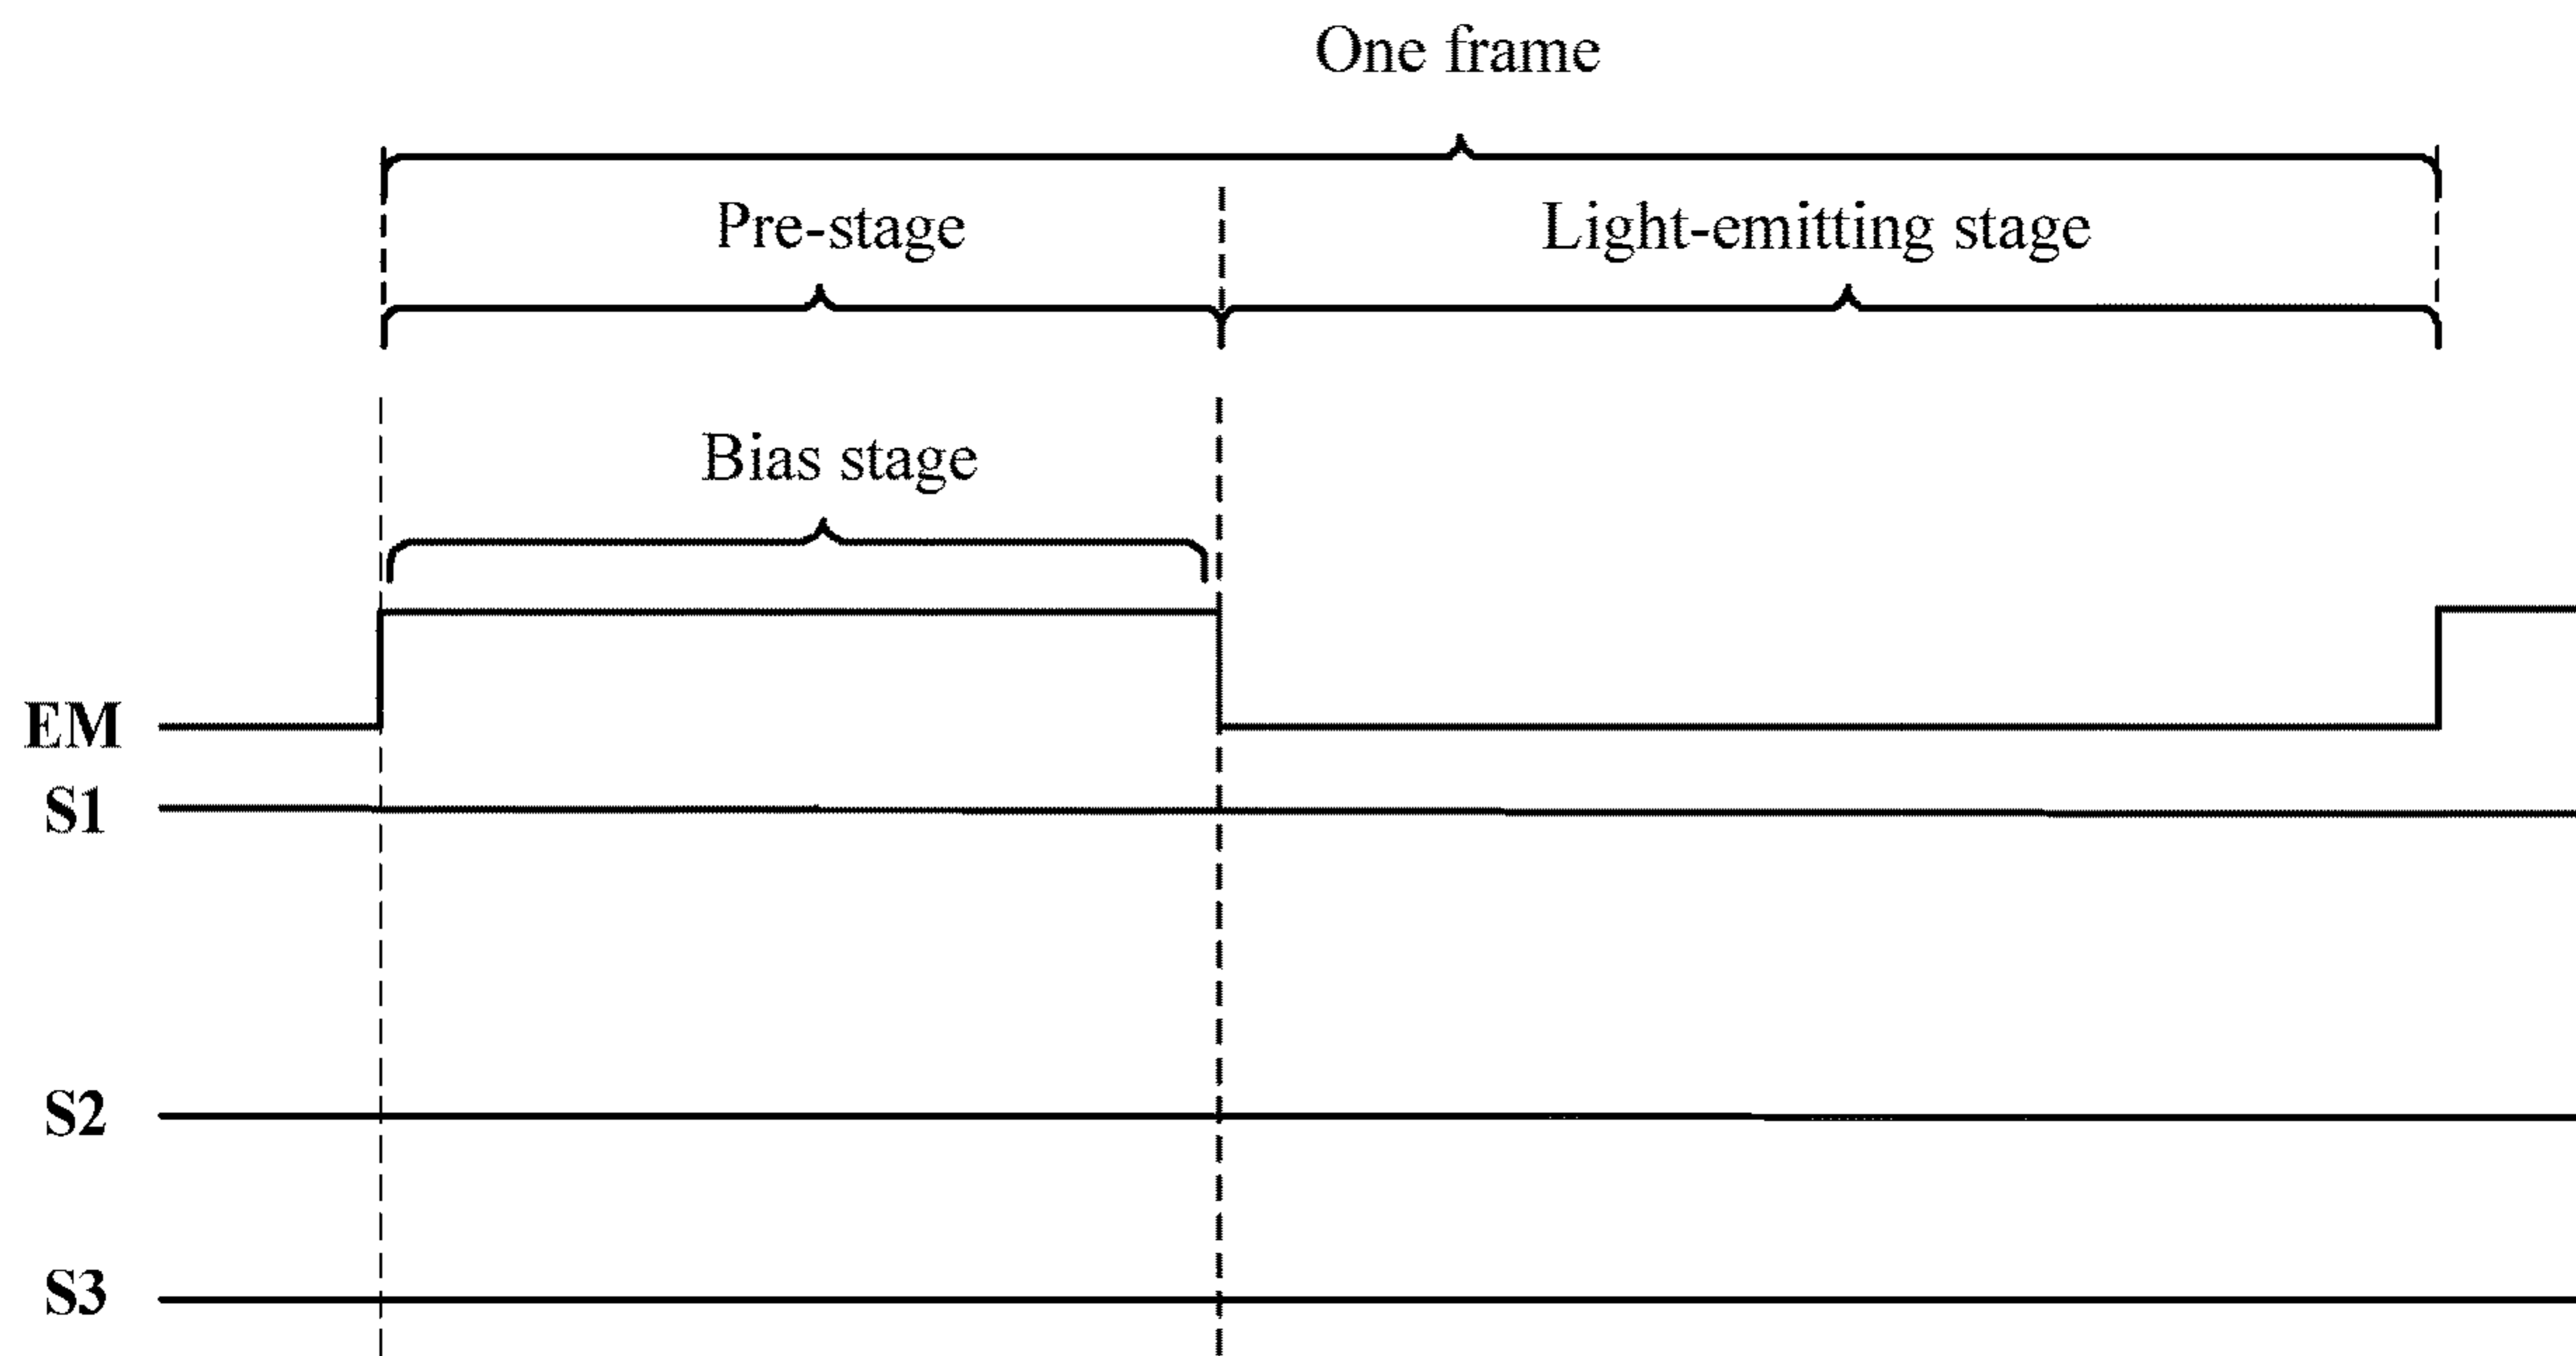 One frame
Pre-stage
Light-emitting stage
Bias stage
EM
S1
S2
S3